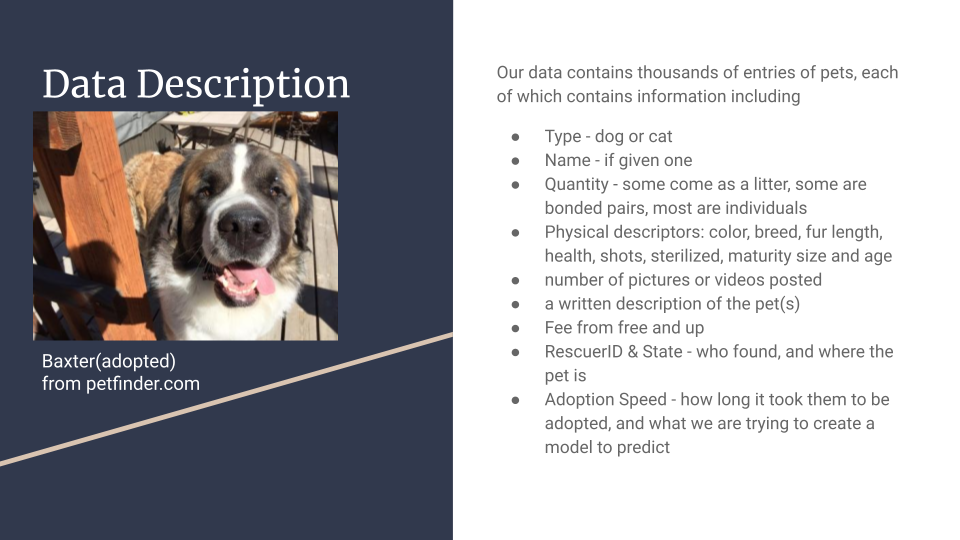 Data Description
Baxter(adopted)
from petfinder.com
Our data contains thousands of entries of pets, each
of which contains information including
● Type - dog or cat
● Name - if given one
● Quantity - some come as a litter, some are
bonded pairs, most are individuals
● Physical descriptors: color, breed, fur length,
health, shots, sterilized, maturity size and age
● number of pictures or videos posted
● a written description of the pet(s)
● Fee from free and up
● RescuerID & State - who found, and where the
pet is
● Adoption Speed - how long it took them to be
adopted, and what we are trying to create a
model to predict